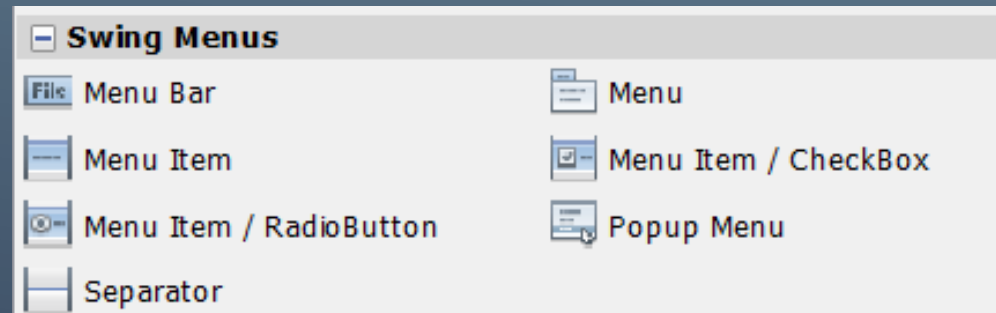 Swing Menus
File Menu Bar
Menu
Menu Item
Menu Item / CheckBox
Menu Item / RadioButton
Popup Menu
Separator